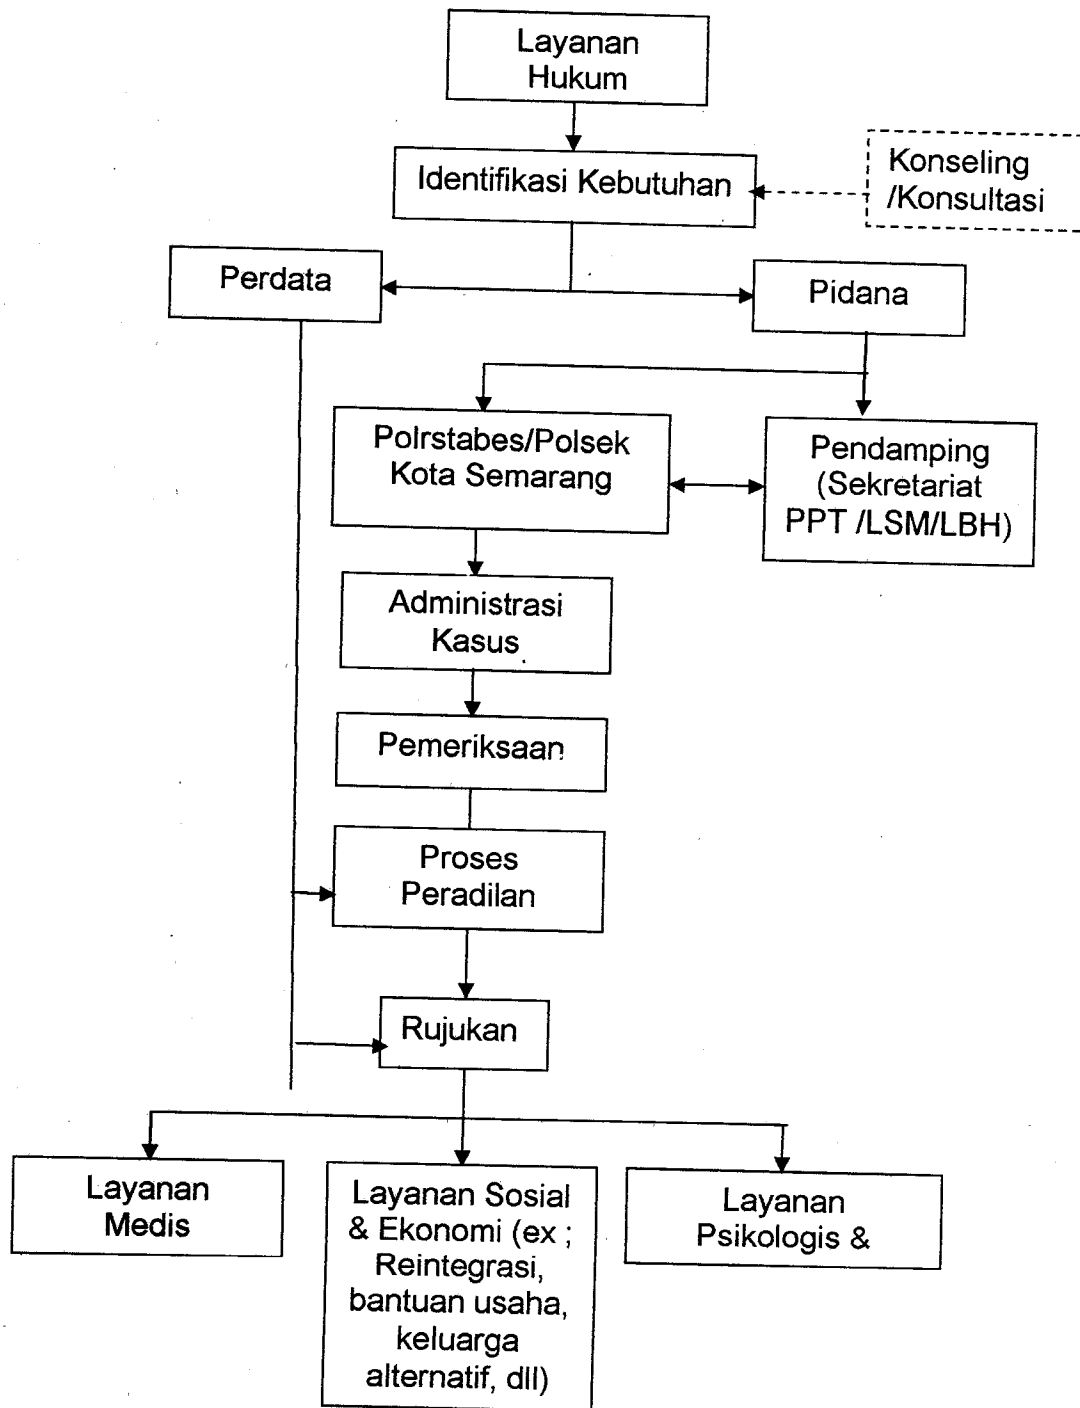 Layanan
Hukum
Identifikasi Kebutuhan
Konseling
/Konsultasi
Perdata
Pidana
Polrstabes/Polsek
Kota Semarang
Pendamping
(Sekretariat
PPT /LSM/LBH)
Administrasi
Kasus
Pemeriksaan
Proses
Peradilan
Rujukan
Layanan
Medis
Layanan Sosial
& Ekonomi (ex ;
Reintegrasi,
bantuan usaha,
keluarga
alternatif, dll)
Layanan
Psikologis &